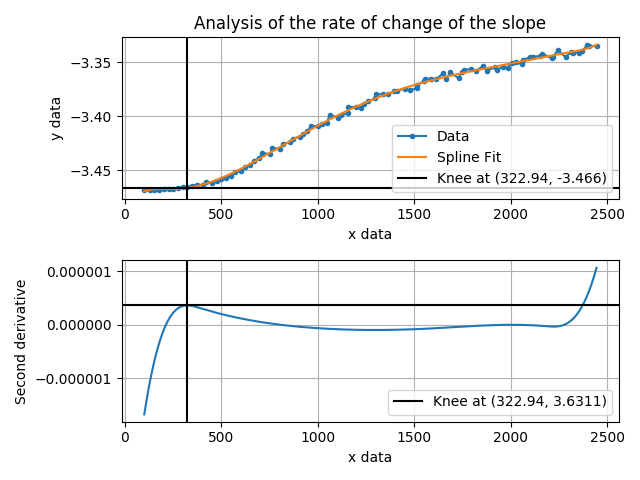 Analysis of the rate of change of the slope
y data
−3.35
−3.40
−3.45
Data
Spline Fit
Knee at (322.94, -3.466)
0 500 1000 1500 2000 2500
x data
Second derivative
0.000001
0.000000
−0.000001
Knee at (322.94, 3.6311)
0 500 1000 1500 2000 2500
x data